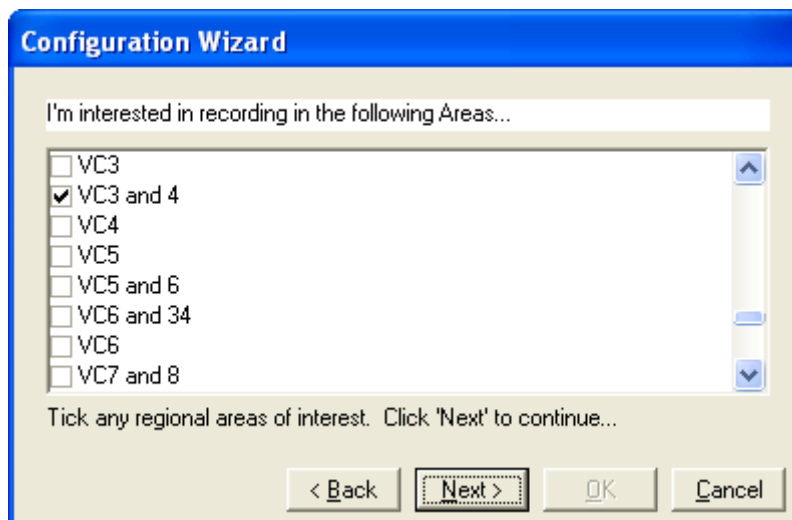 Configuration Wizard
I'm interested in recording in the following Areas...
VC3
VC3 and 4
VC4
VC5
VC5 and 6
VC6 and 34
VC6
VC7 and 8
Tick any regional areas of interest. Click 'Next' to continue...
< Back Next > OK Cancel